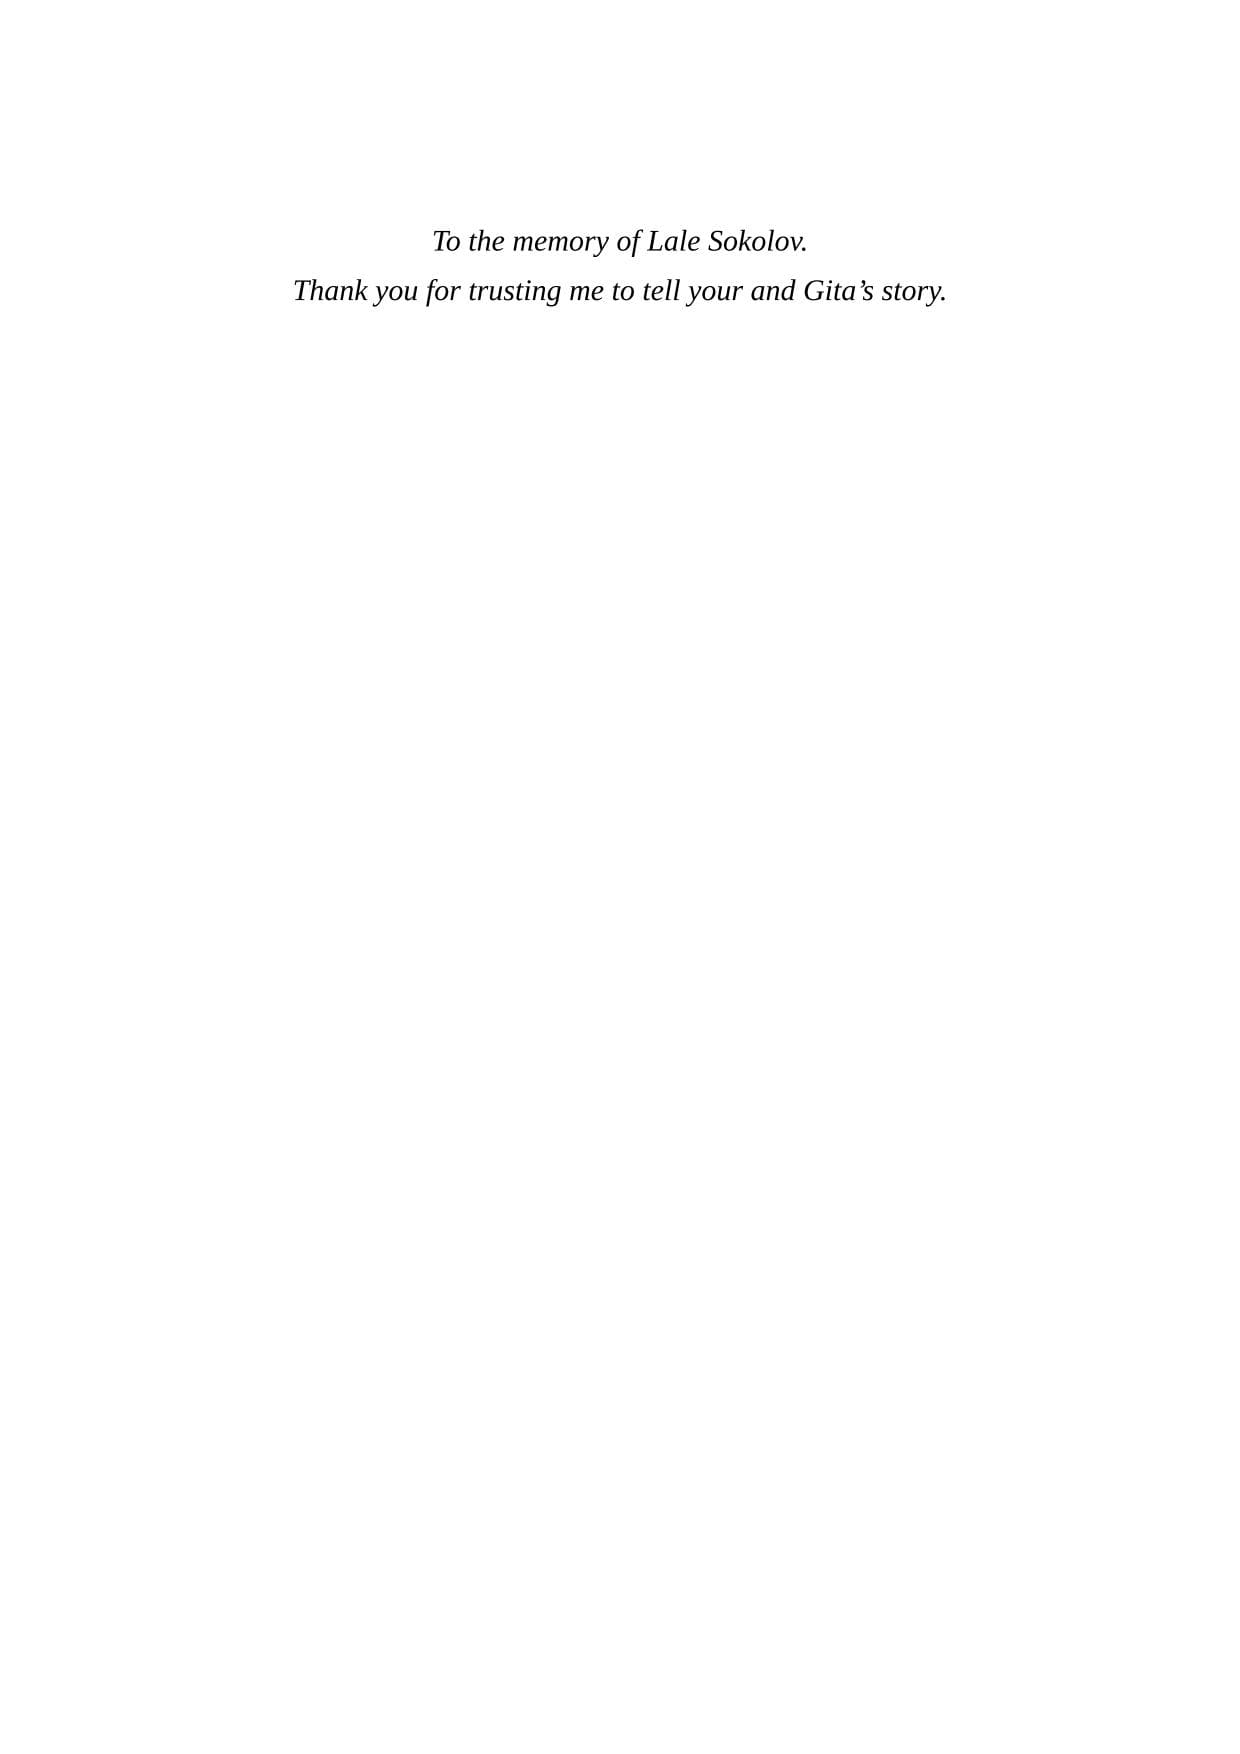 To the memory of Lale Sokolov.
Thank you for trusting me to tell your and Gita’s story.